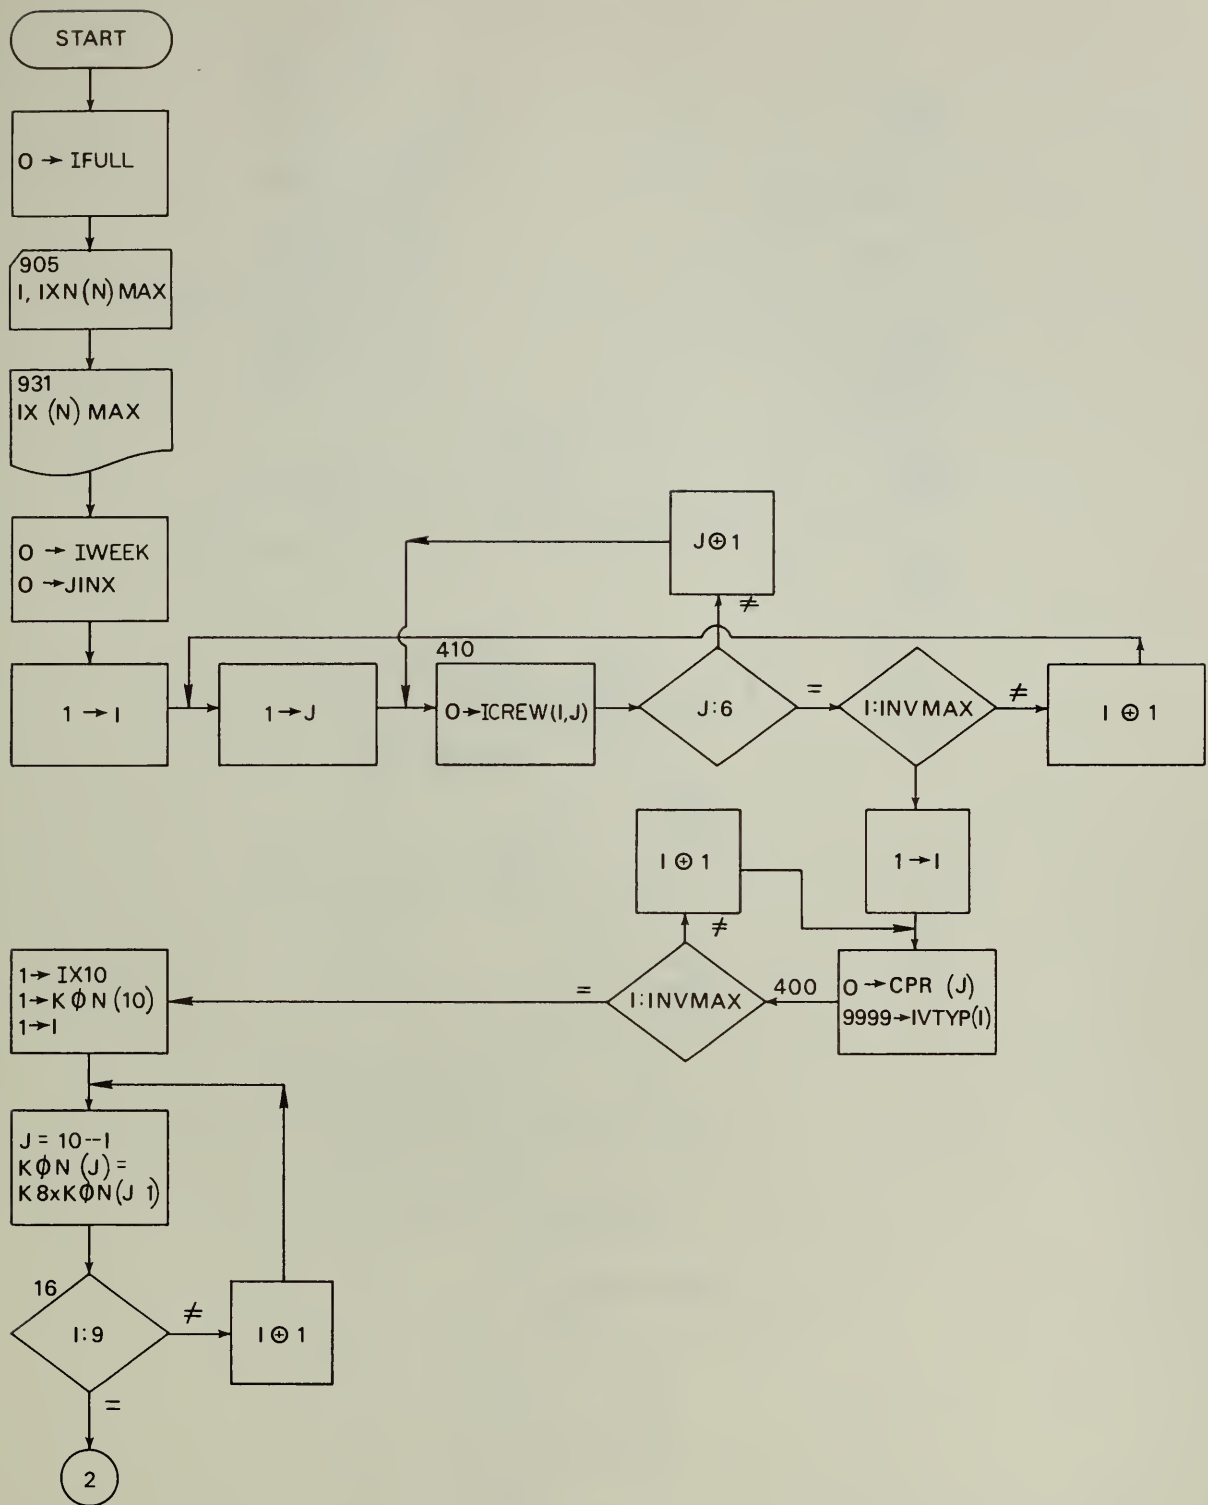 START
0 → IFULL
905
I, IXN(N) MAX
931
IX (N) MAX
0 → IWEEK
0 → JINX
1 → I
1 → J
410
0 → ICREW(I,J)
J:6
≠
J ⊕ 1
=
I:INVMAX
≠
I ⊕ 1
1 → I
0 → CPR (J)
9999 → IVTYP(I)
400
I:INVMAX
≠
I ⊕ 1
=
1 → IX10
1 → KØN (10)
1 → I
J = 10--I
KØN (J) =
K8xKØN(J 1)
16
I:9
≠
I ⊕ 1
=
2